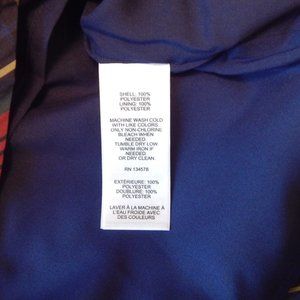 SHELL: 100%
POLYESTER
LINING: 100%
POLYESTER
MACHINE WASH COLD
WITH LIKE COLORS
ONLY NON-CHLORINE
BLEACH WHEN
NEEDED
TUMBLE DRY LOW
WARM IRON IF
NEEDED
OR DRY CLEAN
RN 134578
EXTÉRIEURE: 100%
POLYESTER
DOUBLURE: 100%
POLYESTER
LAVER À LA MACHINE À
L'EAU FROIDE AVEC
DES COULEURS